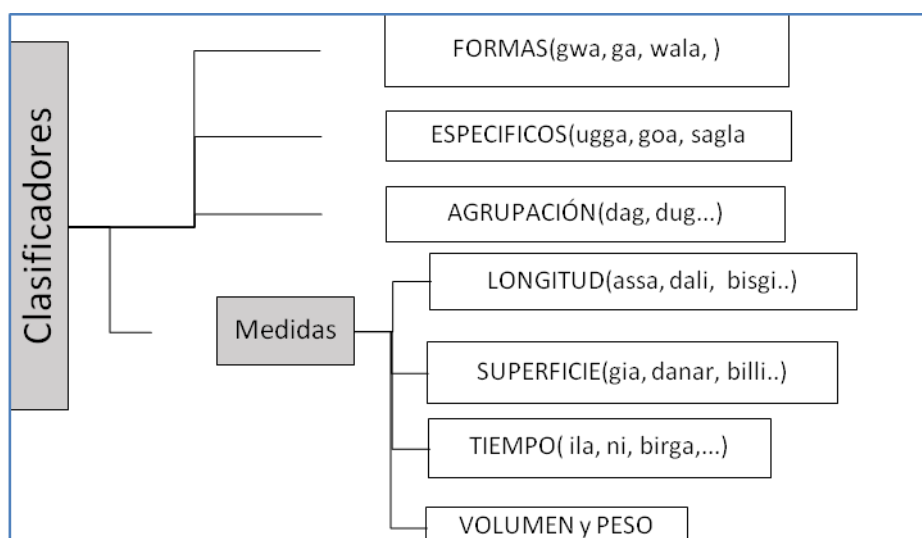 Clasificadores
FORMAS(gwa, ga, wala, )
ESPECIFICOS(ugga, goa, sagla
AGRUPACIÓN(dag, dug...)
Medidas
LONGITUD(assa, dali, bisgi..)
SUPERFICIE(gia, danar, billi..)
TIEMPO( ila, ni, birga,...)
VOLUMEN y PESO